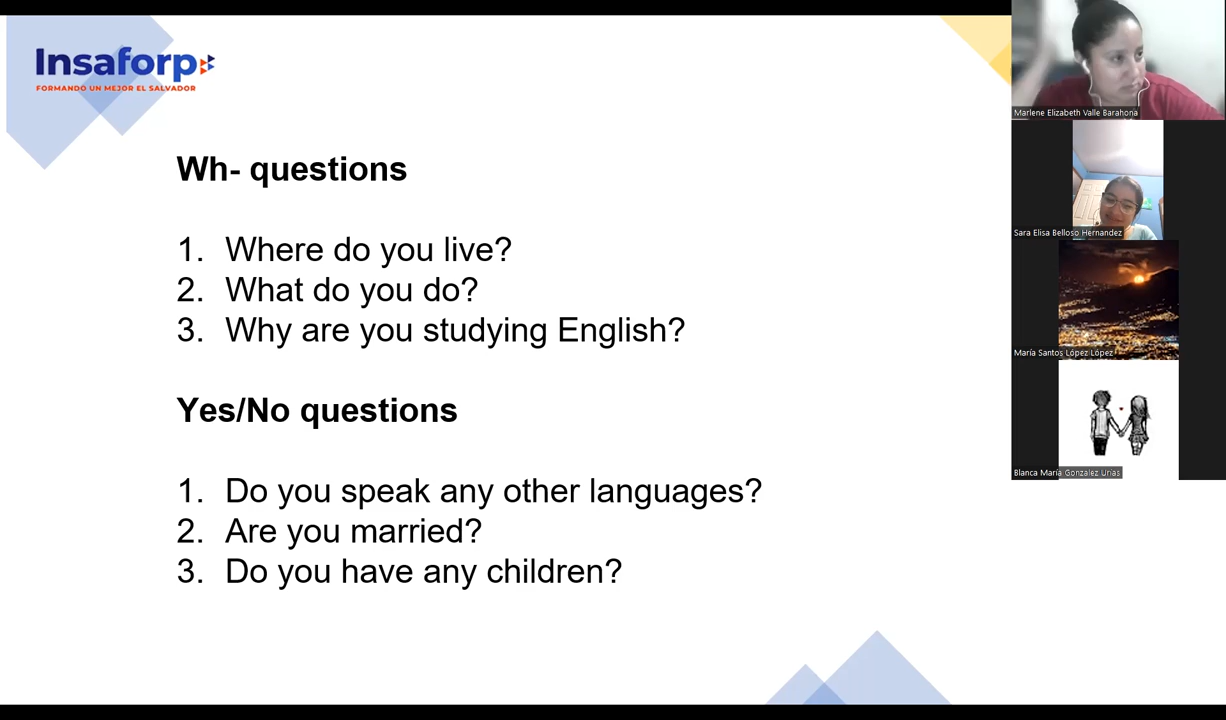 Insaforp
FORMANDO UN MEJOR EL SALVADOR
Wh- questions
1. Where do you live?
2. What do you do?
3. Why are you studying English?
Yes/No questions
1. Do you speak any other languages?
2. Are you married?
3. Do you have any children?
Marlene Elizabeth Valle Barahona
Sara Elisa Belloso Hernandez
María Santos López López
Blanca María Gonzalez Urias